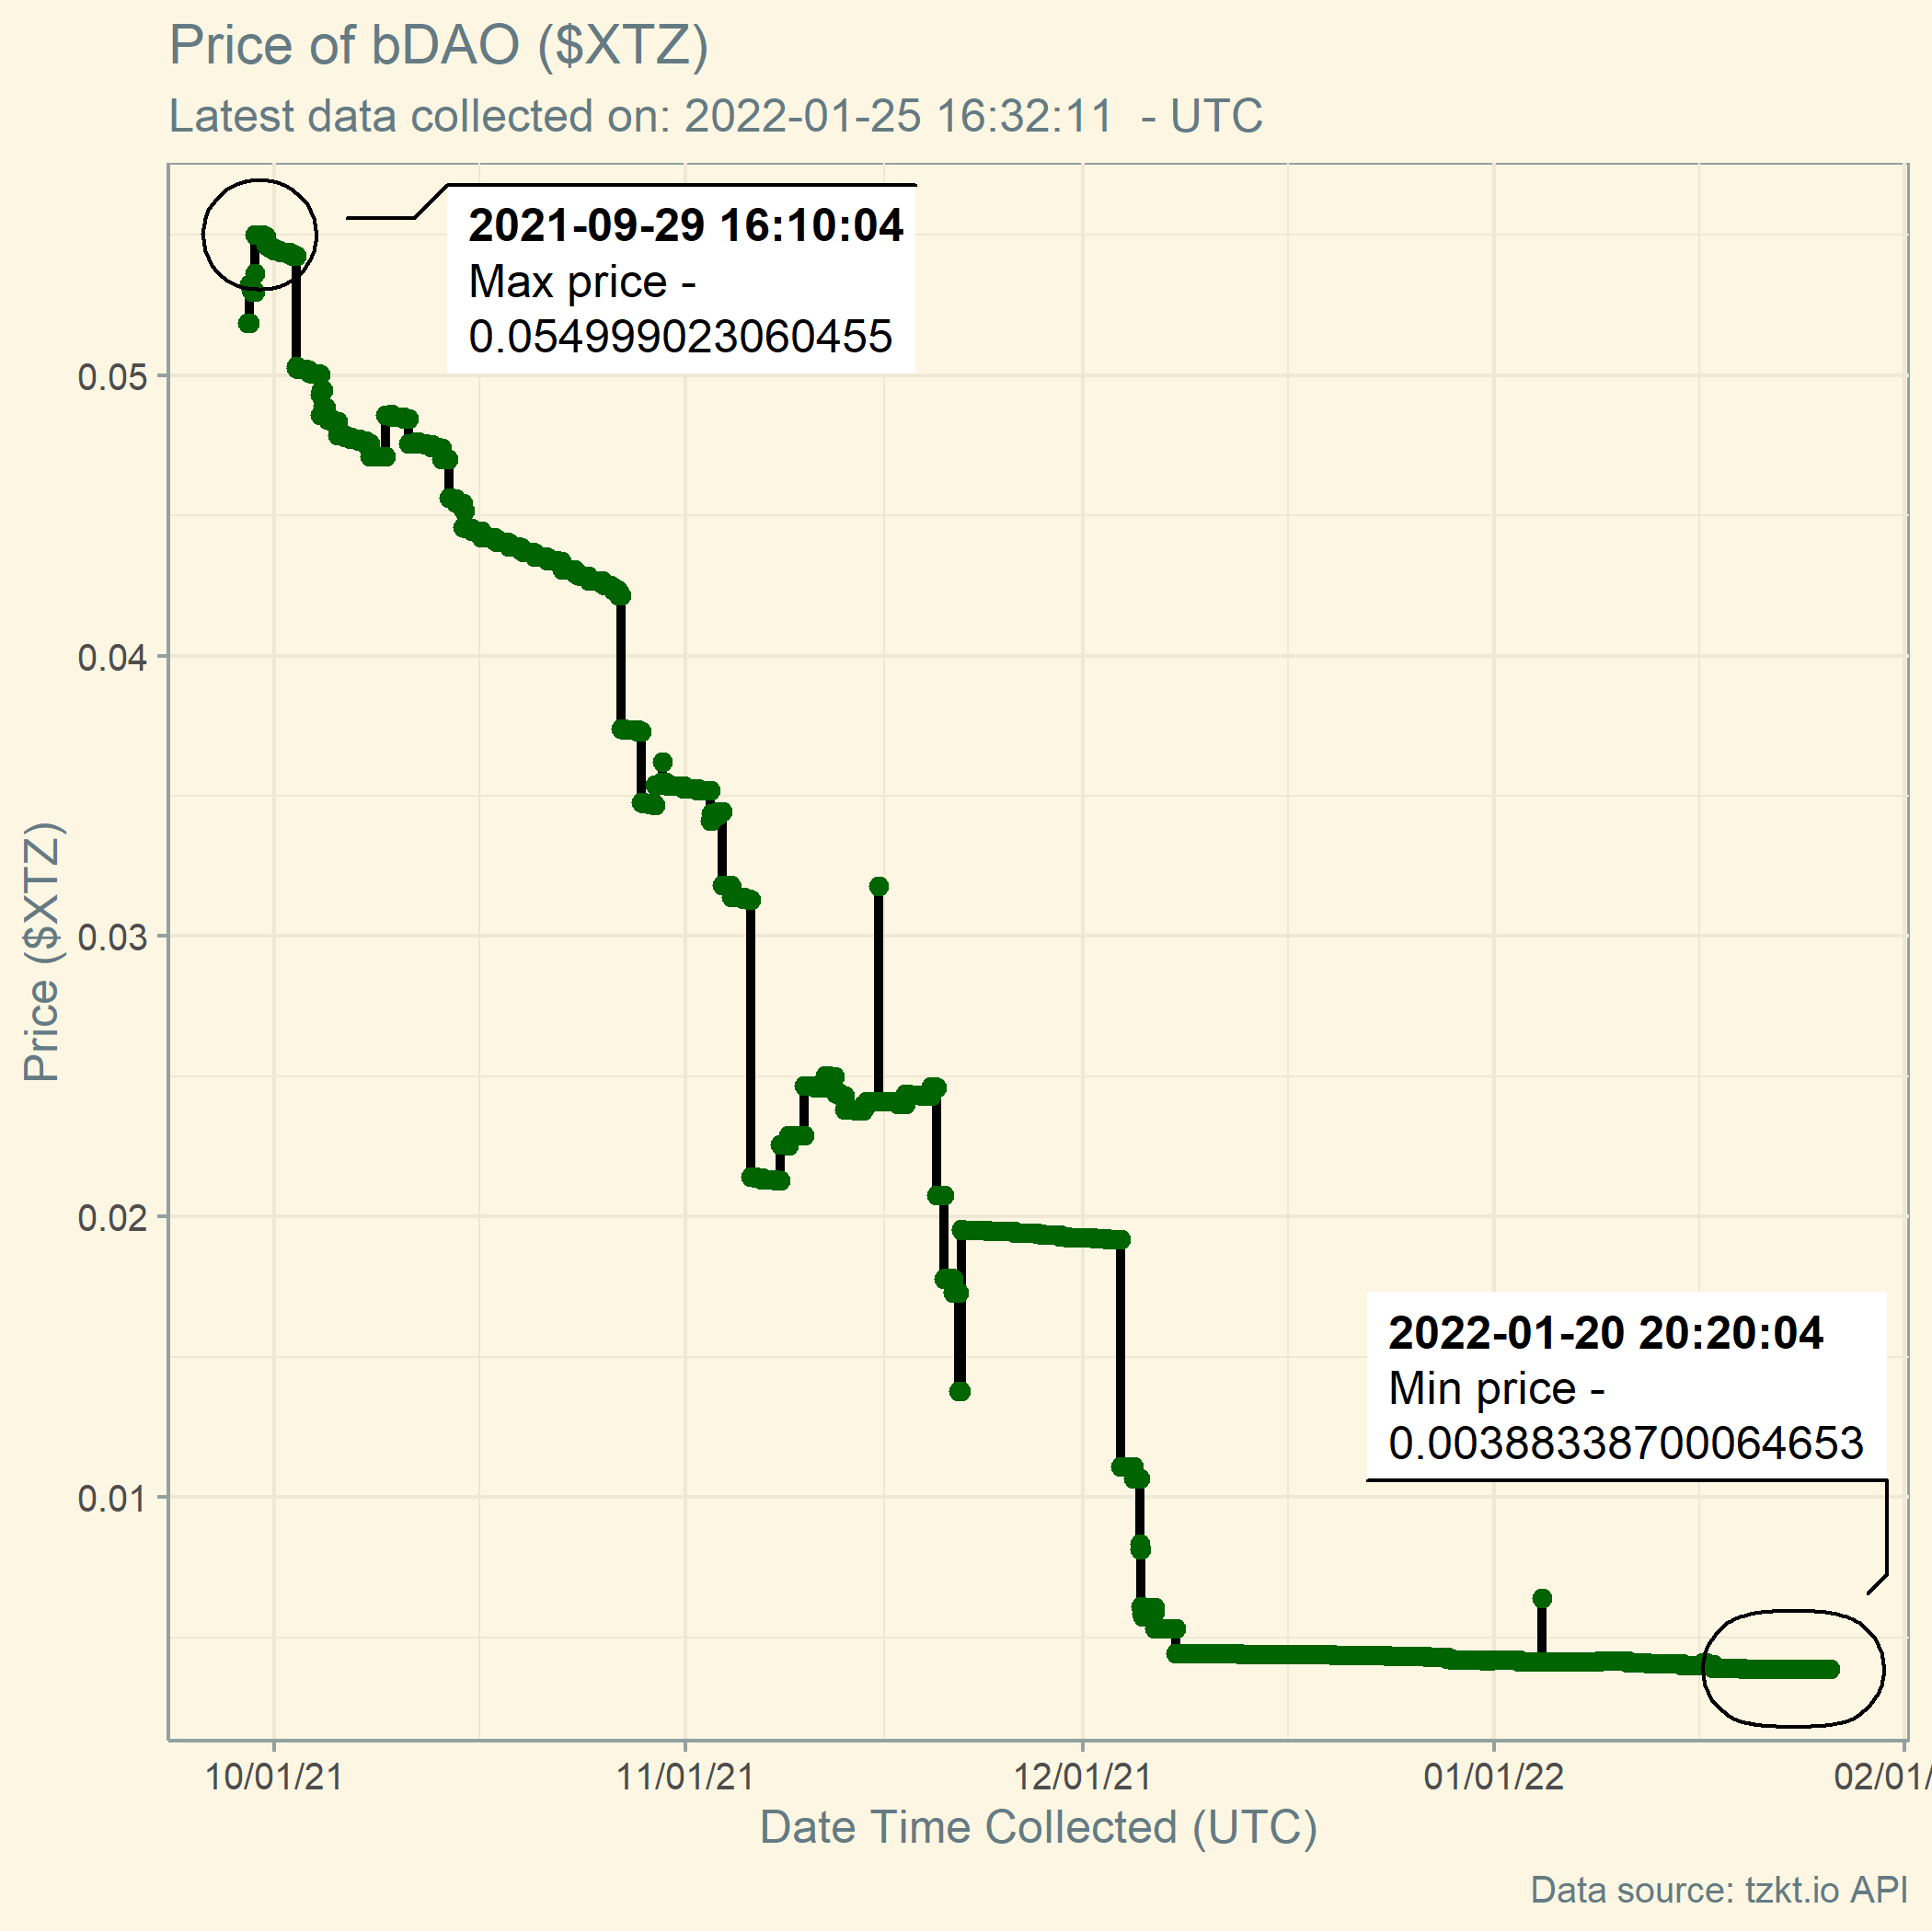 Price of bDAO ($XTZ)
Latest data collected on: 2022-01-25 16:32:11  - UTC
2021-09-29 16:10:04
Max price -
0.0549999023060455
0.05
0.04
0.03
0.02
0.01
Price ($XTZ)
2022-01-20 20:20:04
Min price -
0.00388338700064653
10/01/21
11/01/21
12/01/21
01/01/22
02/01/
Date Time Collected (UTC)
Data source: tzkt.io API